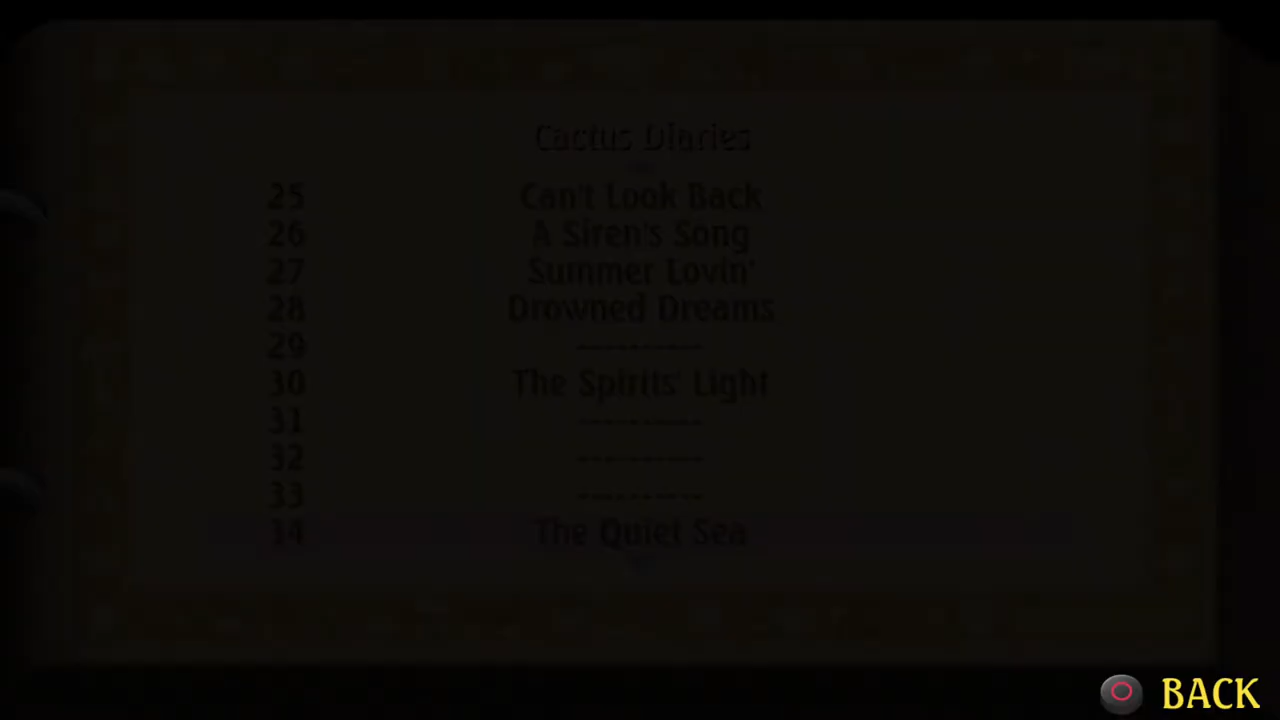 Cactus Diaries
25 Can't Look Back
26 A Siren's Song
27 Summer Lovin'
28 Drowned Dreams
29 ----------
30 The Spirits' Light
31 ----------
32 ----------
33 ----------
34 The Quiet Sea
BACK